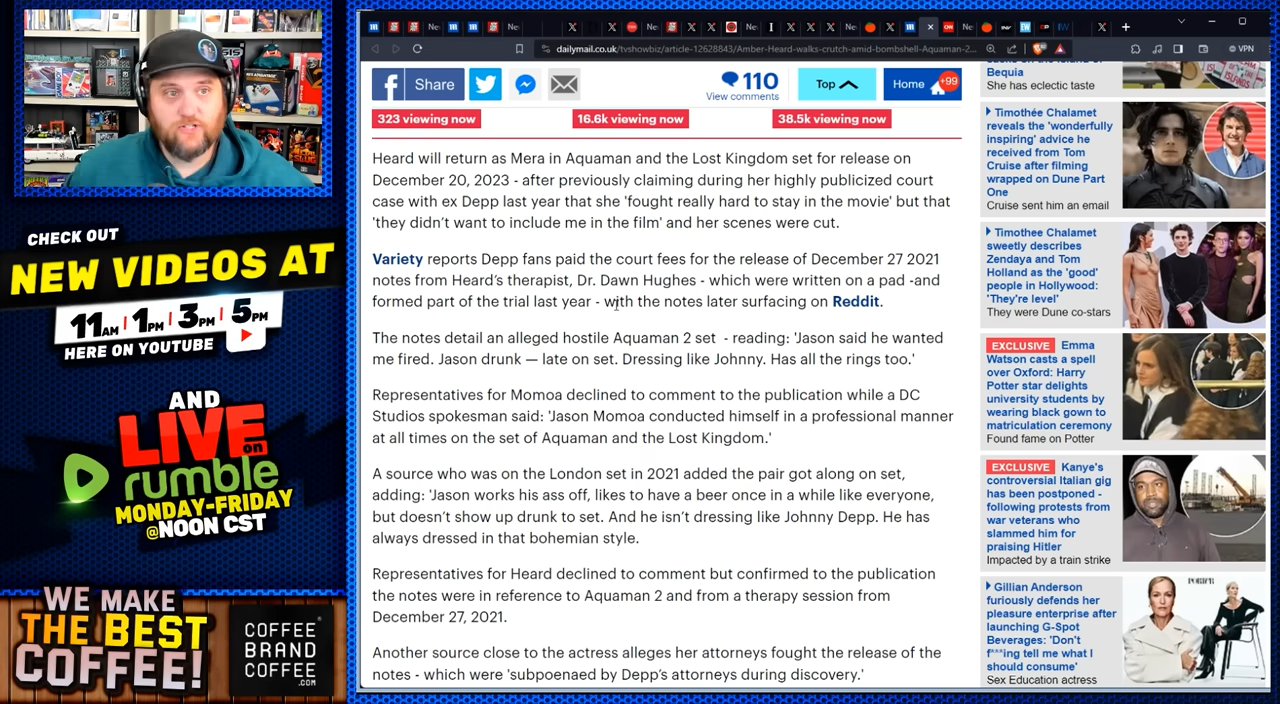 CHECK OUT
NEW VIDEOS AT
11AM | 1PM | 3PM | 5PM
HERE ON YOUTUBE
AND
LIVE on
rumble
MONDAY-FRIDAY
@NOON CST
WE MAKE
THE BEST
COFFEE!
COFFEE
BRAND
COFFEE
.COM
dailymail.co.uk/tvshowbiz/article-12628843/Amber-Heard-walks-crutch-amid-bombshell-Aquaman-2...
VPN
Share
110
View comments
Top
Home
+99
323 viewing now
16.6k viewing now
38.5k viewing now
Heard will return as Mera in Aquaman and the Lost Kingdom set for release on
December 20, 2023 - after previously claiming during her highly publicized court
case with ex Depp last year that she 'fought really hard to stay in the movie' but that
'they didn't want to include me in the film' and her scenes were cut.
Variety reports Depp fans paid the court fees for the release of December 27 2021
notes from Heard's therapist, Dr. Dawn Hughes - which were written on a pad -and
formed part of the trial last year - with the notes later surfacing on Reddit.
The notes detail an alleged hostile Aquaman 2 set - reading: 'Jason said he wanted
me fired. Jason drunk — late on set. Dressing like Johnny. Has all the rings too.'
Representatives for Momoa declined to comment to the publication while a DC
Studios spokesman said: 'Jason Momoa conducted himself in a professional manner
at all times on the set of Aquaman and the Lost Kingdom.'
A source who was on the London set in 2021 added the pair got along on set,
adding: 'Jason works his ass off, likes to have a beer once in a while like everyone,
but doesn't show up drunk to set. And he isn't dressing like Johnny Depp. He has
always dressed in that bohemian style.
Representatives for Heard declined to comment but confirmed to the publication
the notes were in reference to Aquaman 2 and from a therapy session from
December 27, 2021.
Another source close to the actress alleges her attorneys fought the release of the
notes - which were 'subpoenaed by Depp's attorneys during discovery.'
Bequia
She has eclectic taste
Timothée Chalamet
reveals the 'wonderfully
inspiring' advice he
received from Tom
Cruise after filming
wrapped on Dune Part
One
Cruise sent him an email
Timothee Chalamet
sweetly describes
Zendaya and Tom
Holland as the 'good'
people in Hollywood:
'They're level'
They were Dune co-stars
EXCLUSIVE Emma
Watson casts a spell
over Oxford: Harry
Potter star delights
university students by
wearing black gown to
matriculation ceremony
Found fame on Potter
EXCLUSIVE Kanye's
controversial Italian gig
has been postponed -
following protests from
war veterans who
slammed him for
praising Hitler
Impacted by a train strike
Gillian Anderson
furiously defends her
pleasure enterprise after
launching G-Spot
Beverages: 'Don't
f***ing tell me what I
should consume'
Sex Education actress